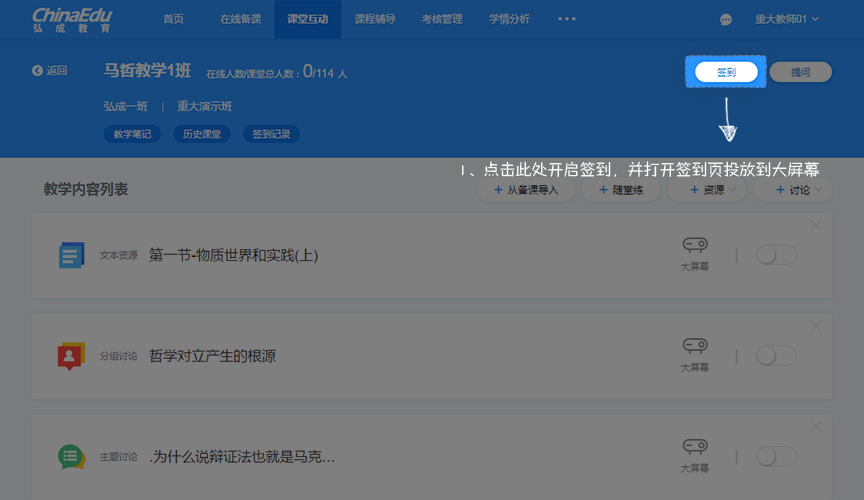 ChinaEdu
弘成教育
首页 在线备课 课堂互动 课程辅导 考核管理 学情分析 ••• 重大教师01
返回 马哲教学1班 在线人数/课堂总人数：0/114 人 签到 提问
弘成一班 | 重大演示班
教学笔记 历史课堂 签到记录
1、点击此处开启签到，并打开签到页投放到大屏幕
教学内容列表 + 从备课导入 + 随堂练 + 资源 + 讨论
文本资源 第一节-物质世界和实践(上) 大屏幕
分组讨论 哲学对立产生的根源 大屏幕
主题讨论 .为什么说辩证法也就是马克... 大屏幕